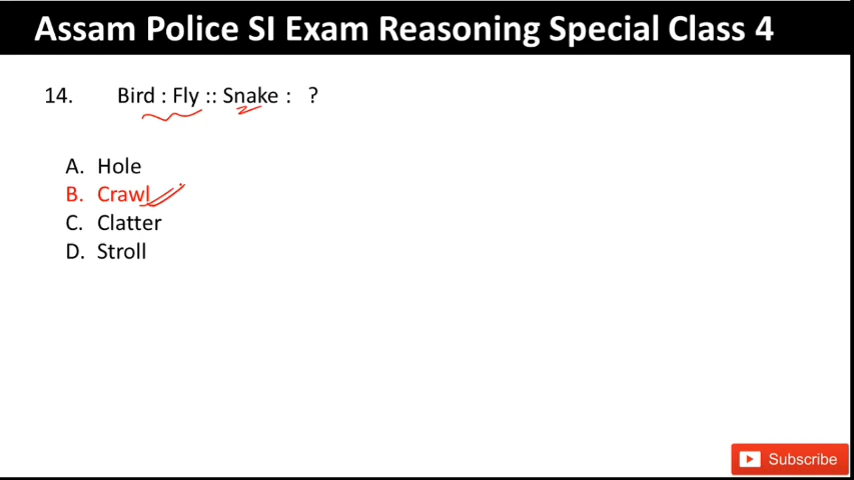 Assam Police SI Exam Reasoning Special Class 4
14. Bird : Fly :: Snake : ?
A. Hole
B. Crawl
C. Clatter
D. Stroll
Subscribe